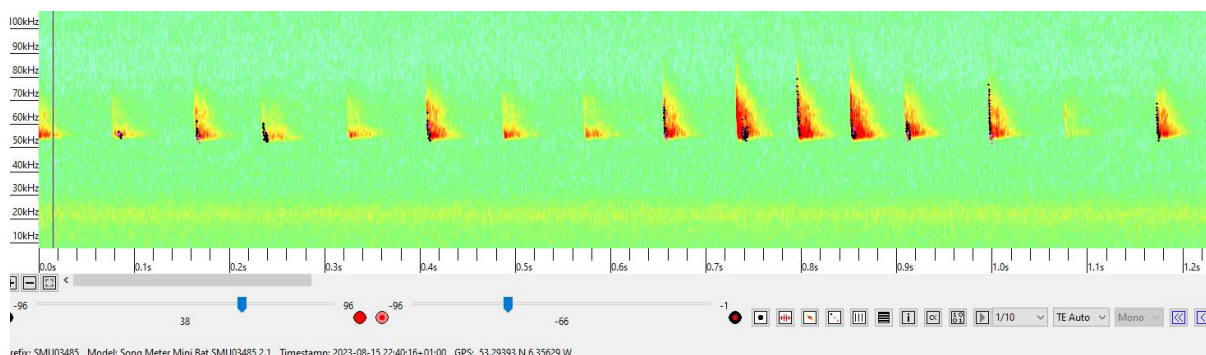 100kHz
90kHz
80kHz
70kHz
60kHz
50kHz
40kHz
30kHz
20kHz
10kHz
0.0s 0.1s 0.2s 0.3s 0.4s 0.5s 0.6s 0.7s 0.8s 0.9s 1.0s 1.1s 1.2s
<
-96 96 -96 -1
38 -66
1/10 TE Auto Mono
refix: SMU03485 Model: Song Meter Mini Bat SMU03485 2.1 Timestamp: 2023-08-15 22:40:16+01:00 GPS: 53.29393 N 6.35629 W